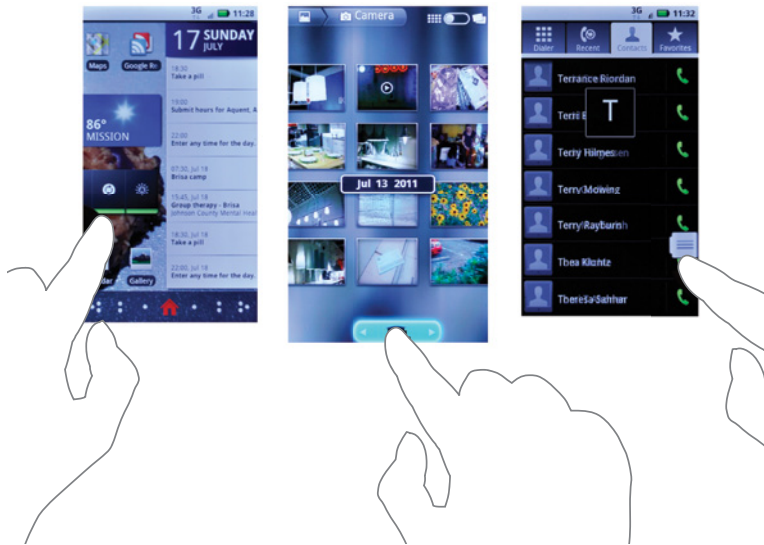 3G 11:28
Maps
Google Re
17 SUNDAY
JULY
18:30
Take a pill
19:00
Submit hours for Aquent, A
22:00
Enter any time for the day.
86°
MISSION
07:30, Jul 18
Brisa camp
15:45, Jul 18
Group therapy - Brisa
Johnson County Mental Heal
18:30, Jul 18
Take a pill
22:00, Jul 18
Enter any time for the day.
dar
Gallery
Camera
Jul 13 2011
3G 11:32
Dialer
Recent
Contacts
Favorites
Terrance Riordan
T
Terri
Terry Hilmes
Terry Mowing
Terry Rayburn
Thea Klontz
Theresa